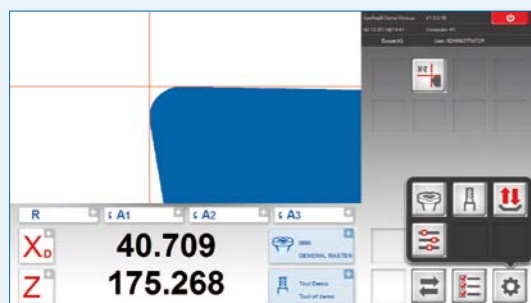 User: ADMINISTRATOR
X-Z
R
A1
A2
A3
XD
40.709
GENERAL MASTER
Z
175.268
Tool Demo
Tool of demo